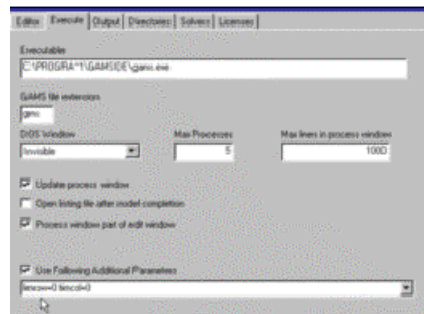 Editor Execute Output Directories Solvers Licenses
Executable
C:\PROGRA~1\GAMSIDE\gams.exe
GAMS file extension
gms
DOS Window Max Processes Max lines in process window
Invisible 5 1000
Update process window
Open listing file after model completion
Process window part of edit window
Use Following Additional Parameters
limrow=0 limcol=0